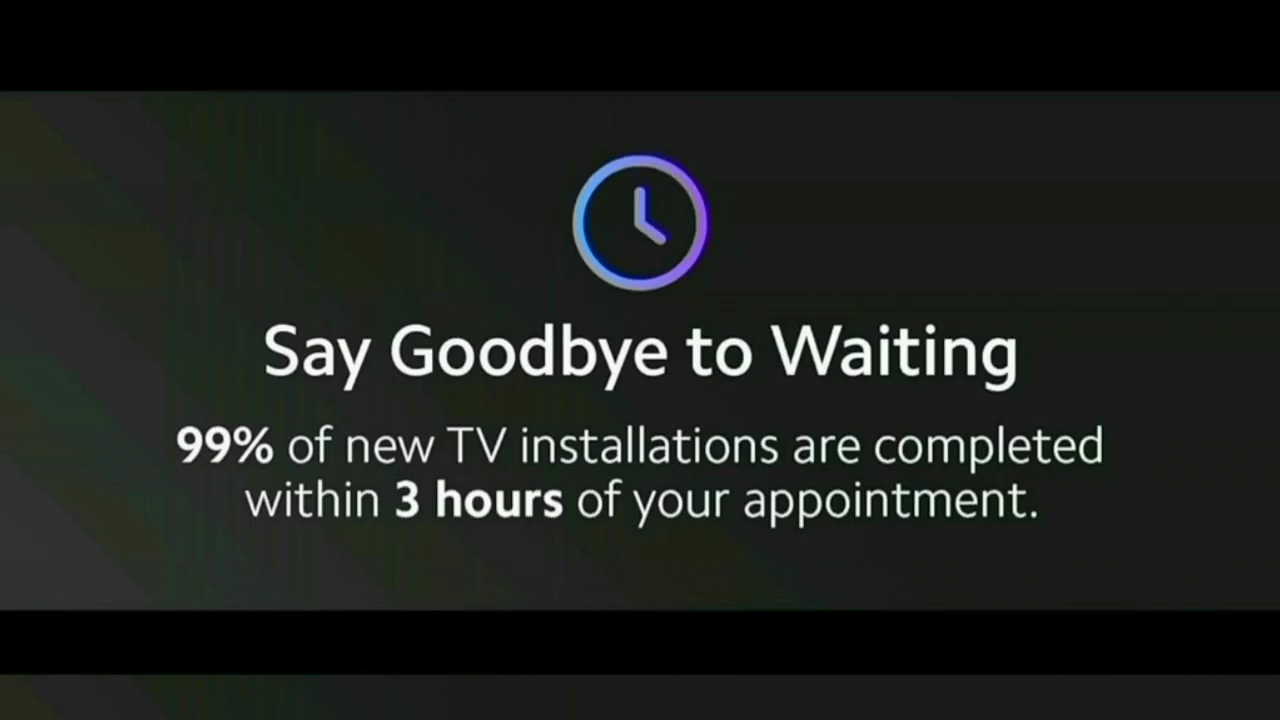 Say Goodbye to Waiting
99% of new TV installations are completed
within 3 hours of your appointment.